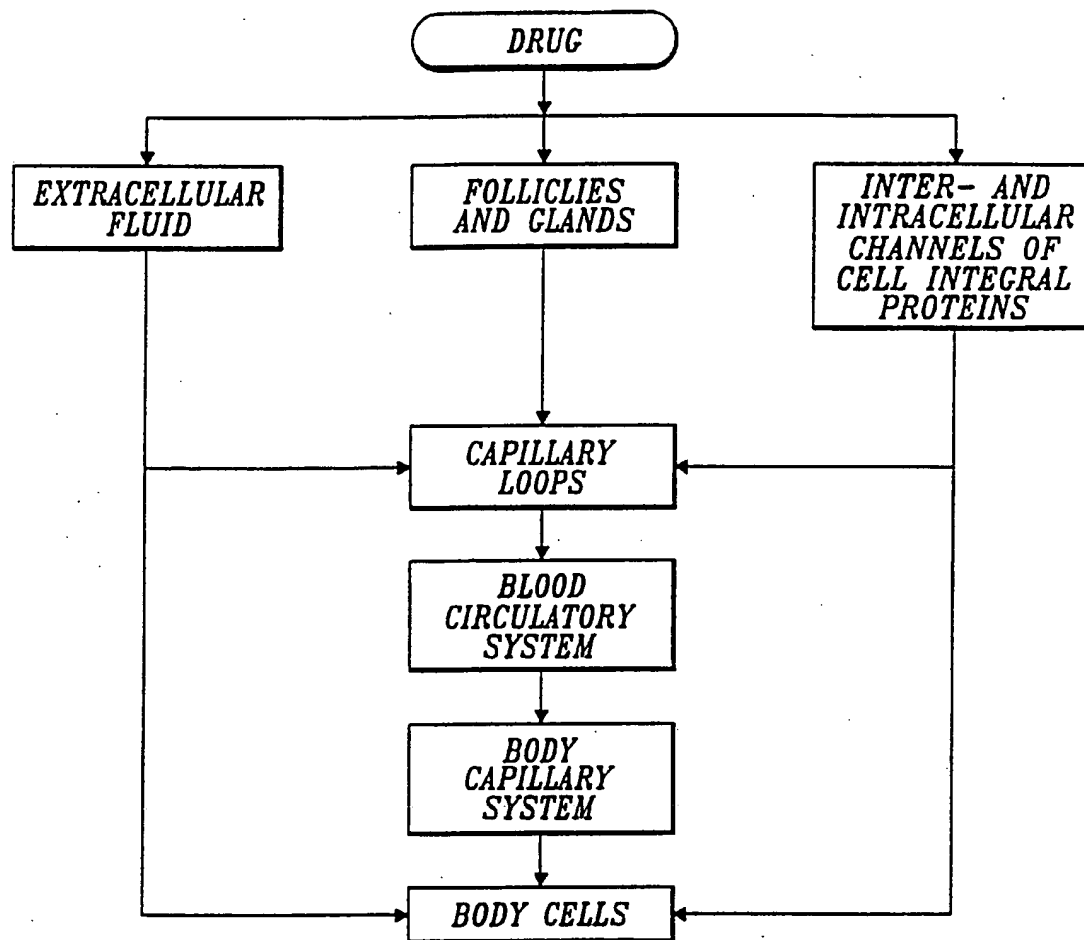 DRUG
EXTRACELLULAR
FLUID
FOLLICLIES
AND GLANDS
INTER- AND
INTRACELLULAR
CHANNELS OF
CELL INTEGRAL
PROTEINS
CAPILLARY
LOOPS
BLOOD
CIRCULATORY
SYSTEM
BODY
CAPILLARY
SYSTEM
BODY CELLS